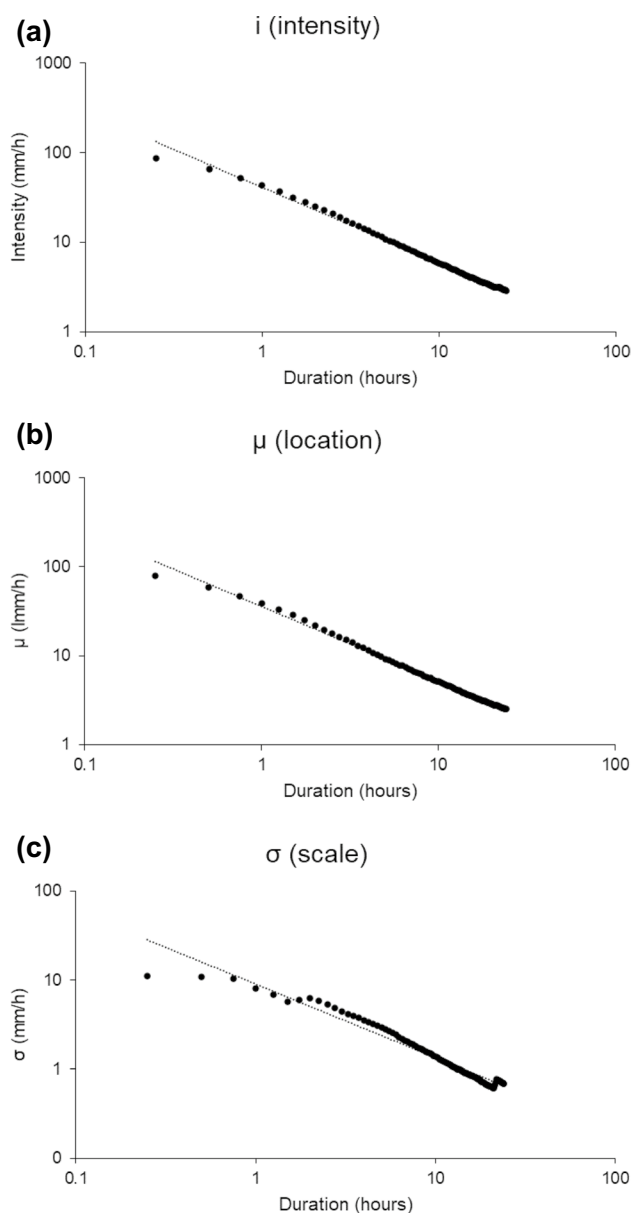 (a)
i (intensity)
1000
100
10
1
Intensity (mm/h)
0.1 1 10 100
Duration (hours)
(b)
μ (location)
1000
100
10
1
μ (lmm/h)
0.1 1 10 100
Duration (hours)
(c)
σ (scale)
100
10
1
0
σ (mm/h)
0.1 1 10 100
Duration (hours)